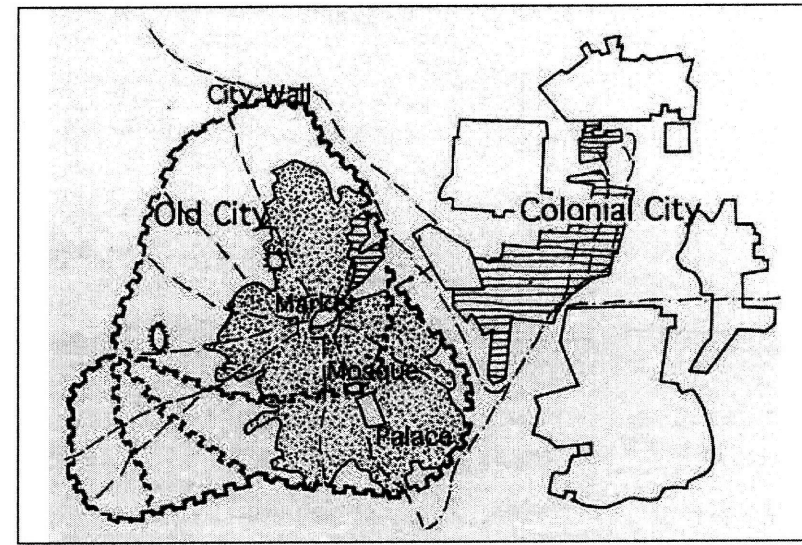 City Wall
Old City
Colonial City
Market
Mosque
Palace